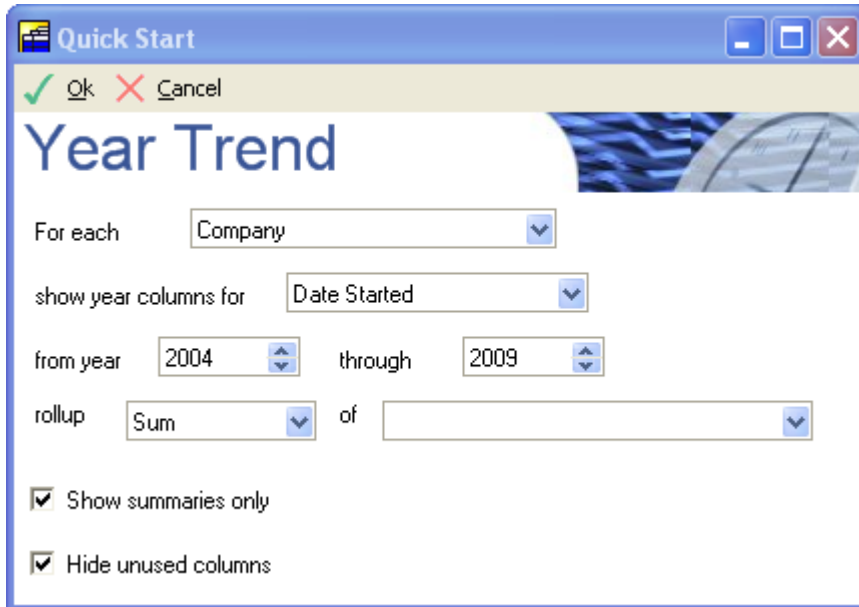 Quick Start
Ok Cancel
Year Trend
For each Company
show year columns for Date Started
from year 2004 through 2009
rollup Sum of
Show summaries only
Hide unused columns